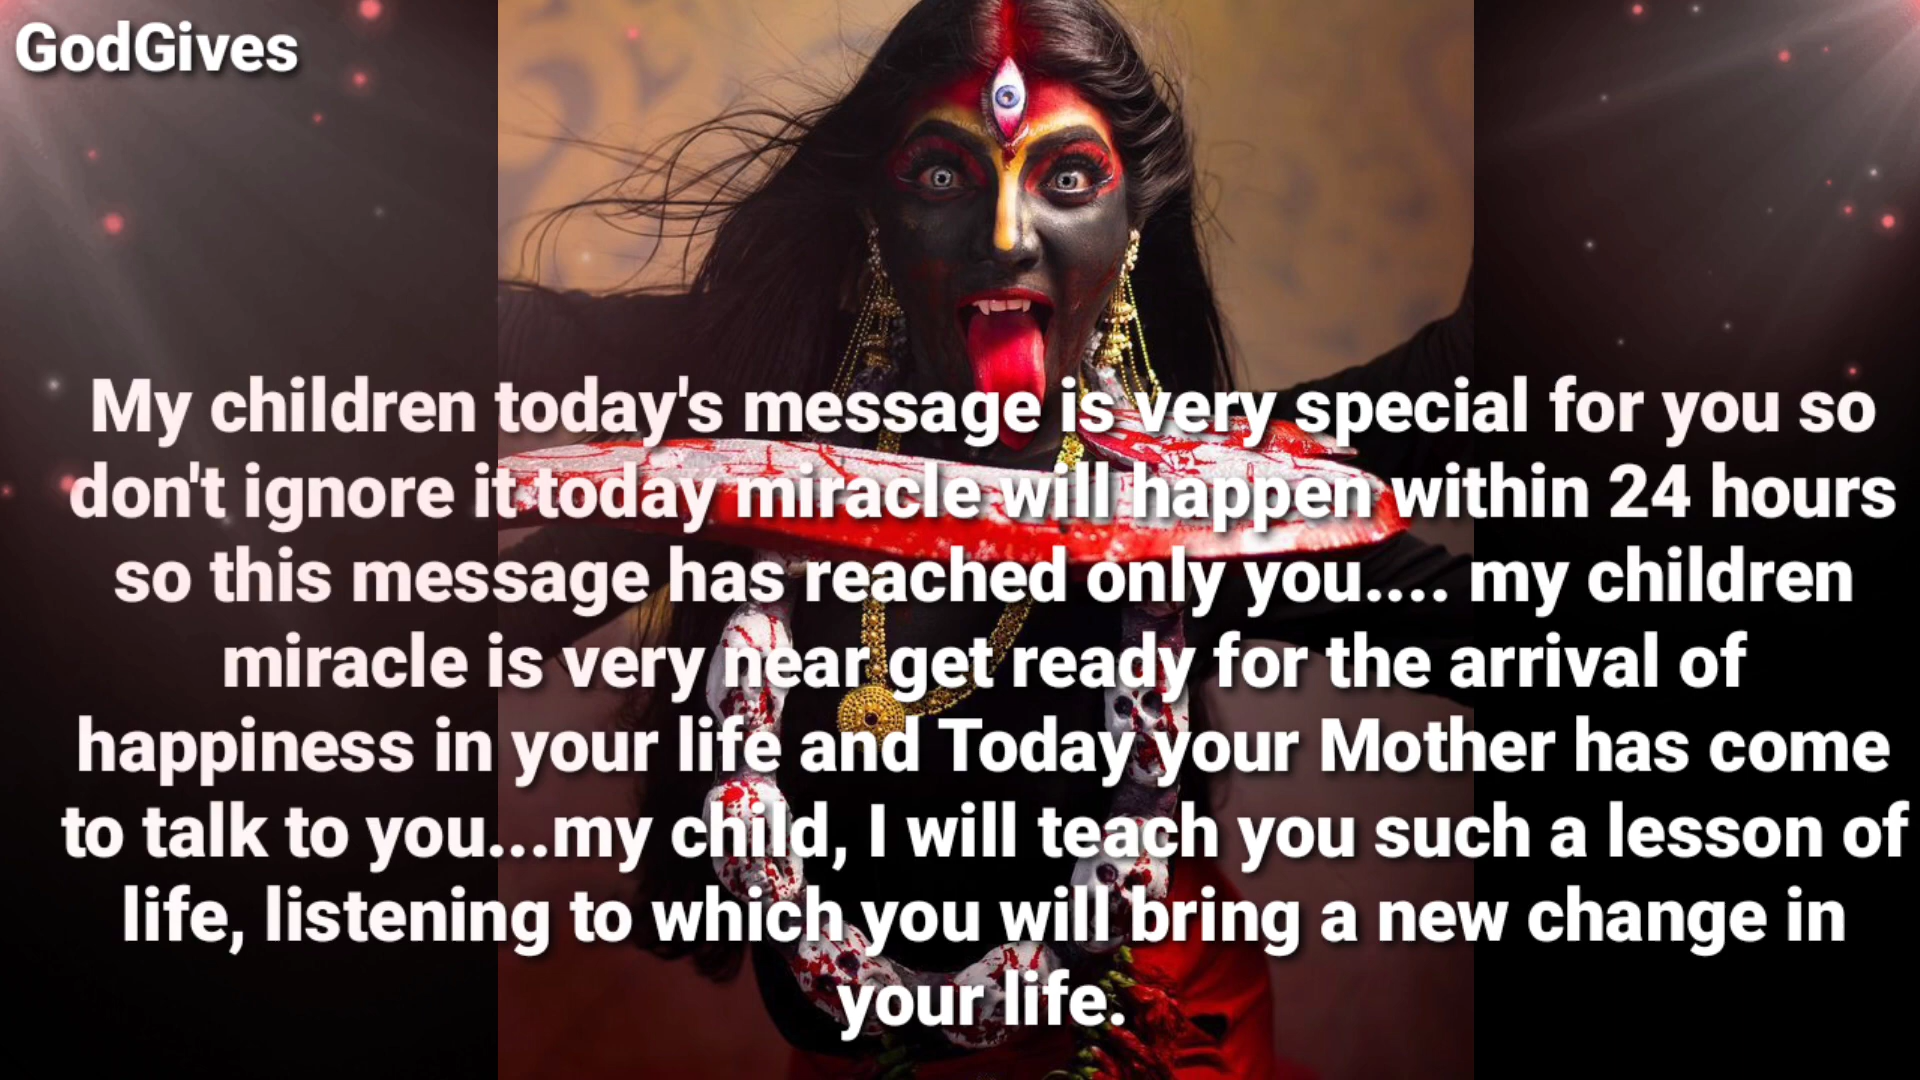 GodGives
My children today's message is very special for you so
don't ignore it today miracle will happen within 24 hours
so this message has reached only you.... my children
miracle is very near get ready for the arrival of
happiness in your life and Today your Mother has come
to talk to you...my child, I will teach you such a lesson of
life, listening to which you will bring a new change in
your life.